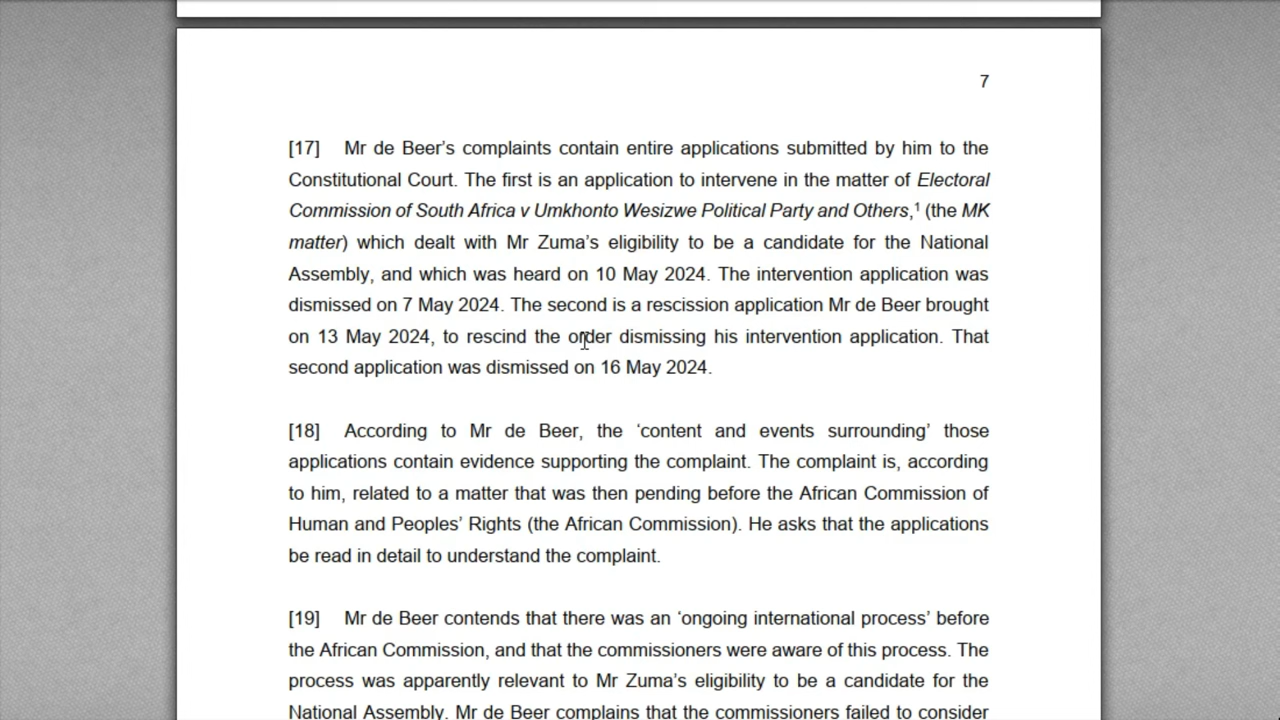 7
[17] Mr de Beer’s complaints contain entire applications submitted by him to the
Constitutional Court. The first is an application to intervene in the matter of Electoral
Commission of South Africa v Umkhonto Wesizwe Political Party and Others,¹ (the MK
matter) which dealt with Mr Zuma’s eligibility to be a candidate for the National
Assembly, and which was heard on 10 May 2024. The intervention application was
dismissed on 7 May 2024. The second is a rescission application Mr de Beer brought
on 13 May 2024, to rescind the order dismissing his intervention application. That
second application was dismissed on 16 May 2024.
[18] According to Mr de Beer, the ‘content and events surrounding’ those
applications contain evidence supporting the complaint. The complaint is, according
to him, related to a matter that was then pending before the African Commission of
Human and Peoples’ Rights (the African Commission). He asks that the applications
be read in detail to understand the complaint.
[19] Mr de Beer contends that there was an ‘ongoing international process’ before
the African Commission, and that the commissioners were aware of this process. The
process was apparently relevant to Mr Zuma’s eligibility to be a candidate for the
National Assembly. Mr de Beer complains that the commissioners failed to consider